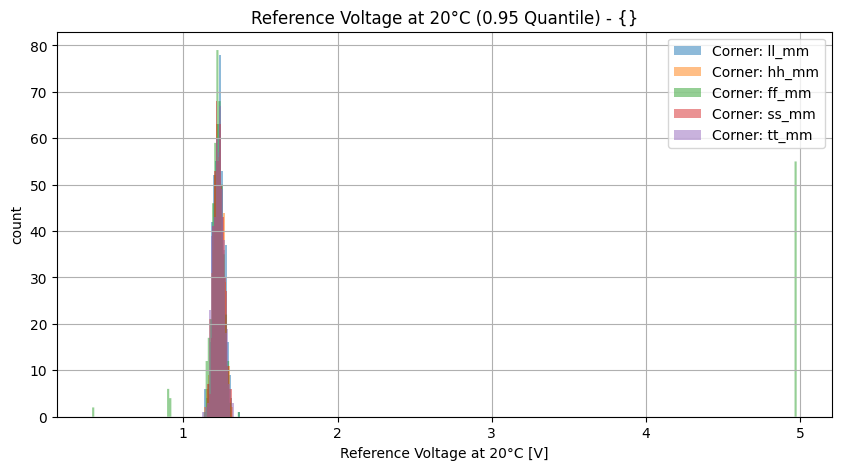 Reference Voltage at 20°C (0.95 Quantile) - {}
Corner: ll_mm
Corner: hh_mm
Corner: ff_mm
Corner: ss_mm
Corner: tt_mm
count
80
70
60
50
40
30
20
10
0
1
2
3
4
5
Reference Voltage at 20°C [V]